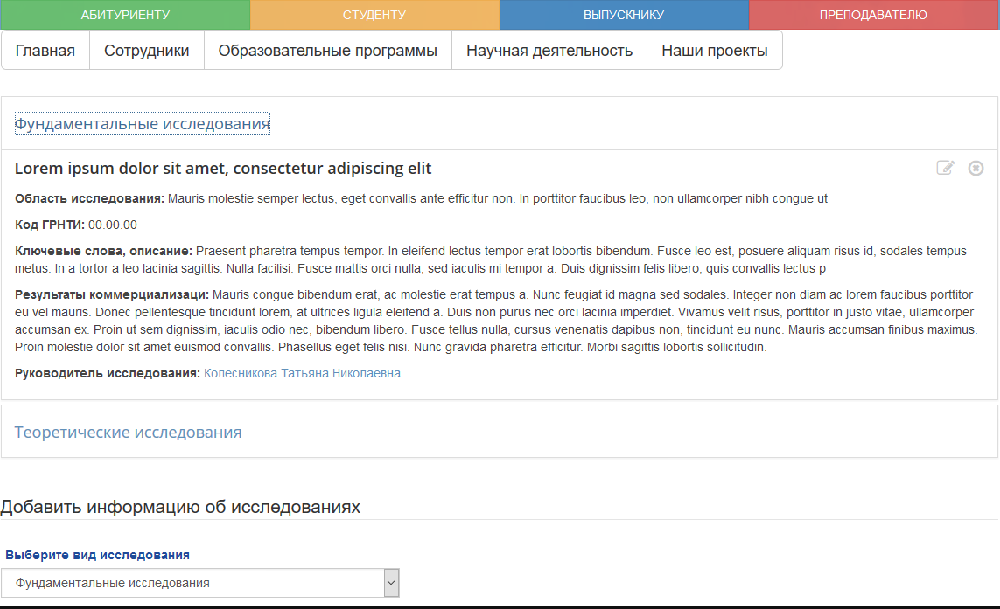 АБИТУРИЕНТУ СТУДЕНТУ ВЫПУСКНИКУ ПРЕПОДАВАТЕЛЮ
Главная Сотрудники Образовательные программы Научная деятельность Наши проекты
Фундаментальные исследования
Lorem ipsum dolor sit amet, consectetur adipiscing elit
Область исследования: Mauris molestie semper lectus, eget convallis ante efficitur non. In porttitor faucibus leo, non ullamcorper nibh congue ut
Код ГРНТИ: 00.00.00
Ключевые слова, описание: Praesent pharetra tempus tempor. In eleifend lectus tempor erat lobortis bibendum. Fusce leo est, posuere aliquam risus id, sodales tempus
metus. In a tortor a leo lacinia sagittis. Nulla facilisi. Fusce mattis orci nulla, sed iaculis mi tempor a. Duis dignissim felis libero, quis convallis lectus p
Результаты коммерциализаци: Mauris congue bibendum erat, ac molestie erat tempus a. Nunc feugiat id magna sed sodales. Integer non diam ac lorem faucibus porttitor
eu vel mauris. Donec pellentesque tincidunt lorem, at ultrices ligula eleifend a. Duis non purus nec orci lacinia imperdiet. Vivamus velit risus, porttitor in justo vitae, ullamcorper
accumsan ex. Proin ut sem dignissim, iaculis odio nec, bibendum libero. Fusce tellus nulla, cursus venenatis dapibus non, tincidunt eu nunc. Mauris accumsan finibus maximus.
Proin molestie dolor sit amet euismod convallis. Phasellus eget felis nisi. Nunc gravida pharetra efficitur. Morbi sagittis lobortis sollicitudin.
Руководитель исследования: Колесникова Татьяна Николаевна
Теоретические исследования
Добавить информацию об исследованиях
Выберите вид исследования
Фундаментальные исследования